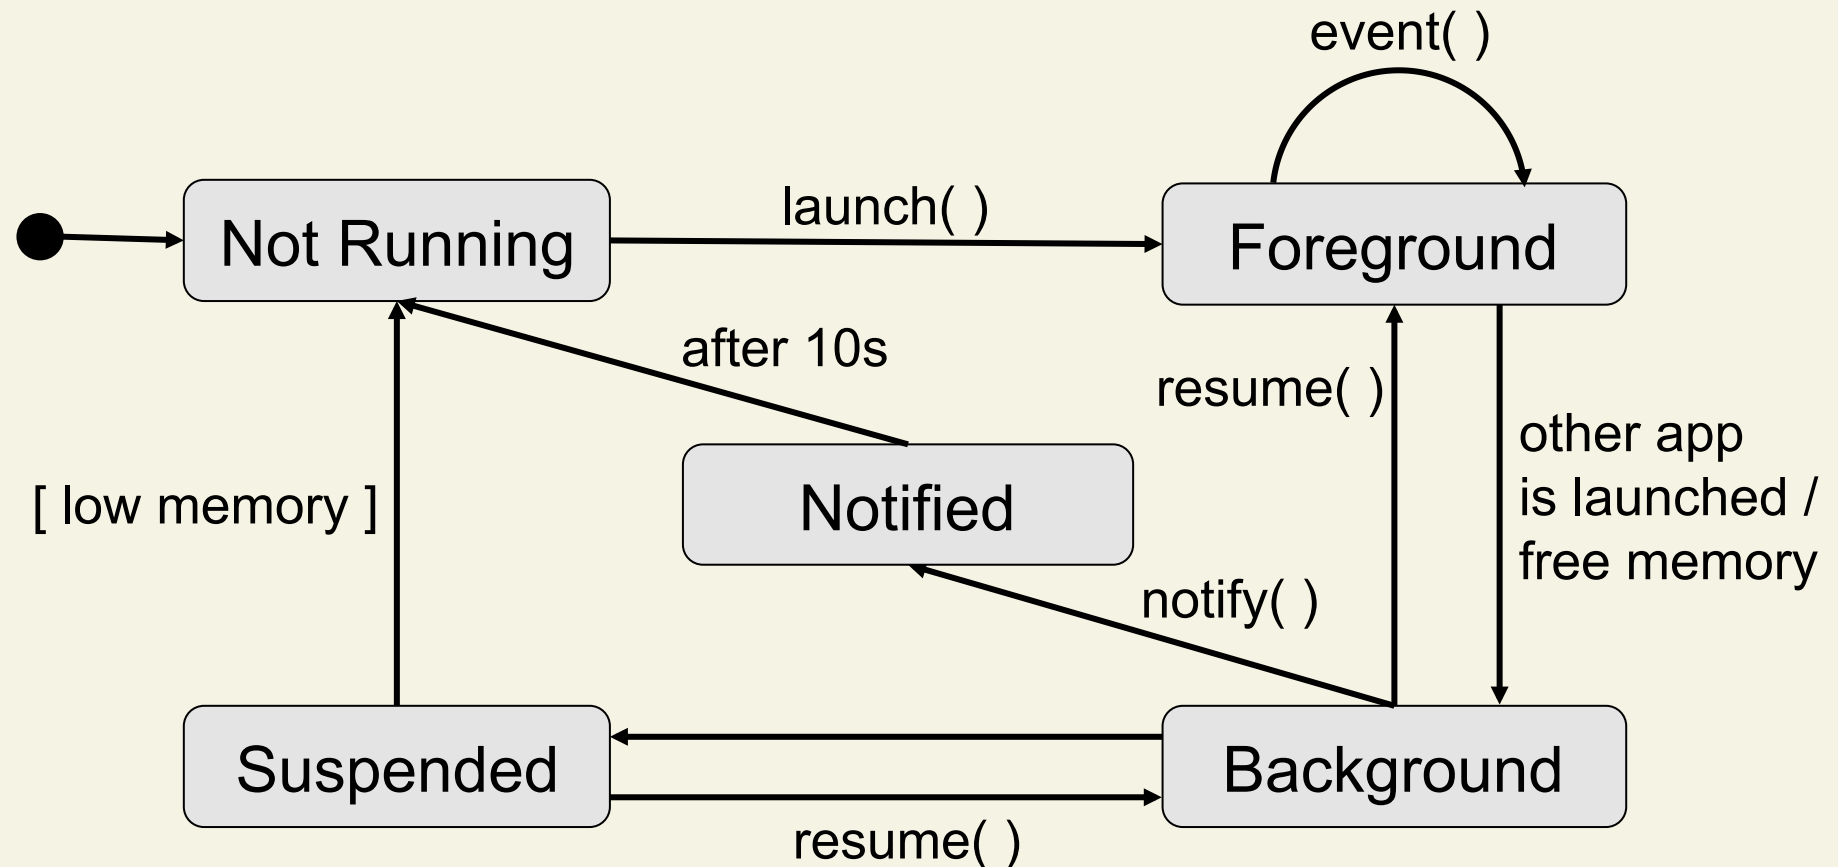 event( )
launch( )
Not Running
Foreground
after 10s
resume( )
other app
is launched /
free memory
[ low memory ]
Notified
notify( )
Suspended
Background
resume( )